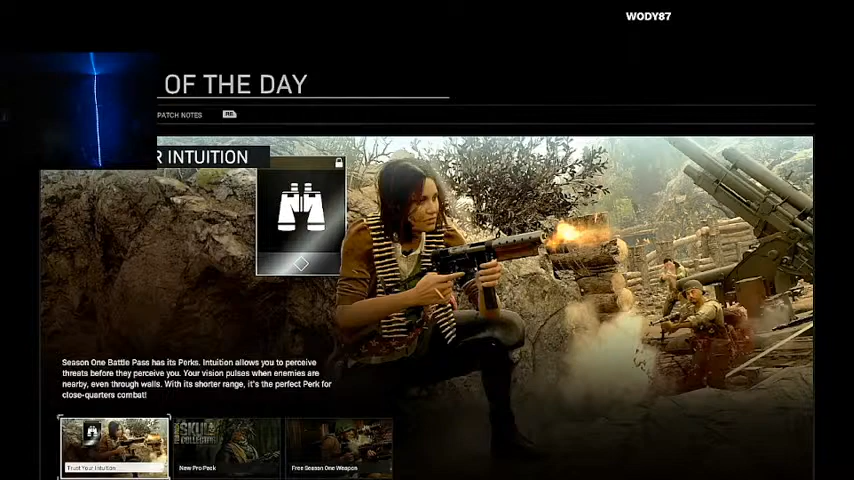 WODY87
OF THE DAY
PATCH NOTES
R INTUITION
Season One Battle Pass has its Perks. Intuition allows you to perceive
threats before they perceive you. Your vision pulses when enemies are
nearby, even through walls. With its shorter range, it's the perfect Perk for
close-quarters combat!
SKUL
COLLECTI
Trust Your Intuition
New Pro Pack
Free Season One Weapon